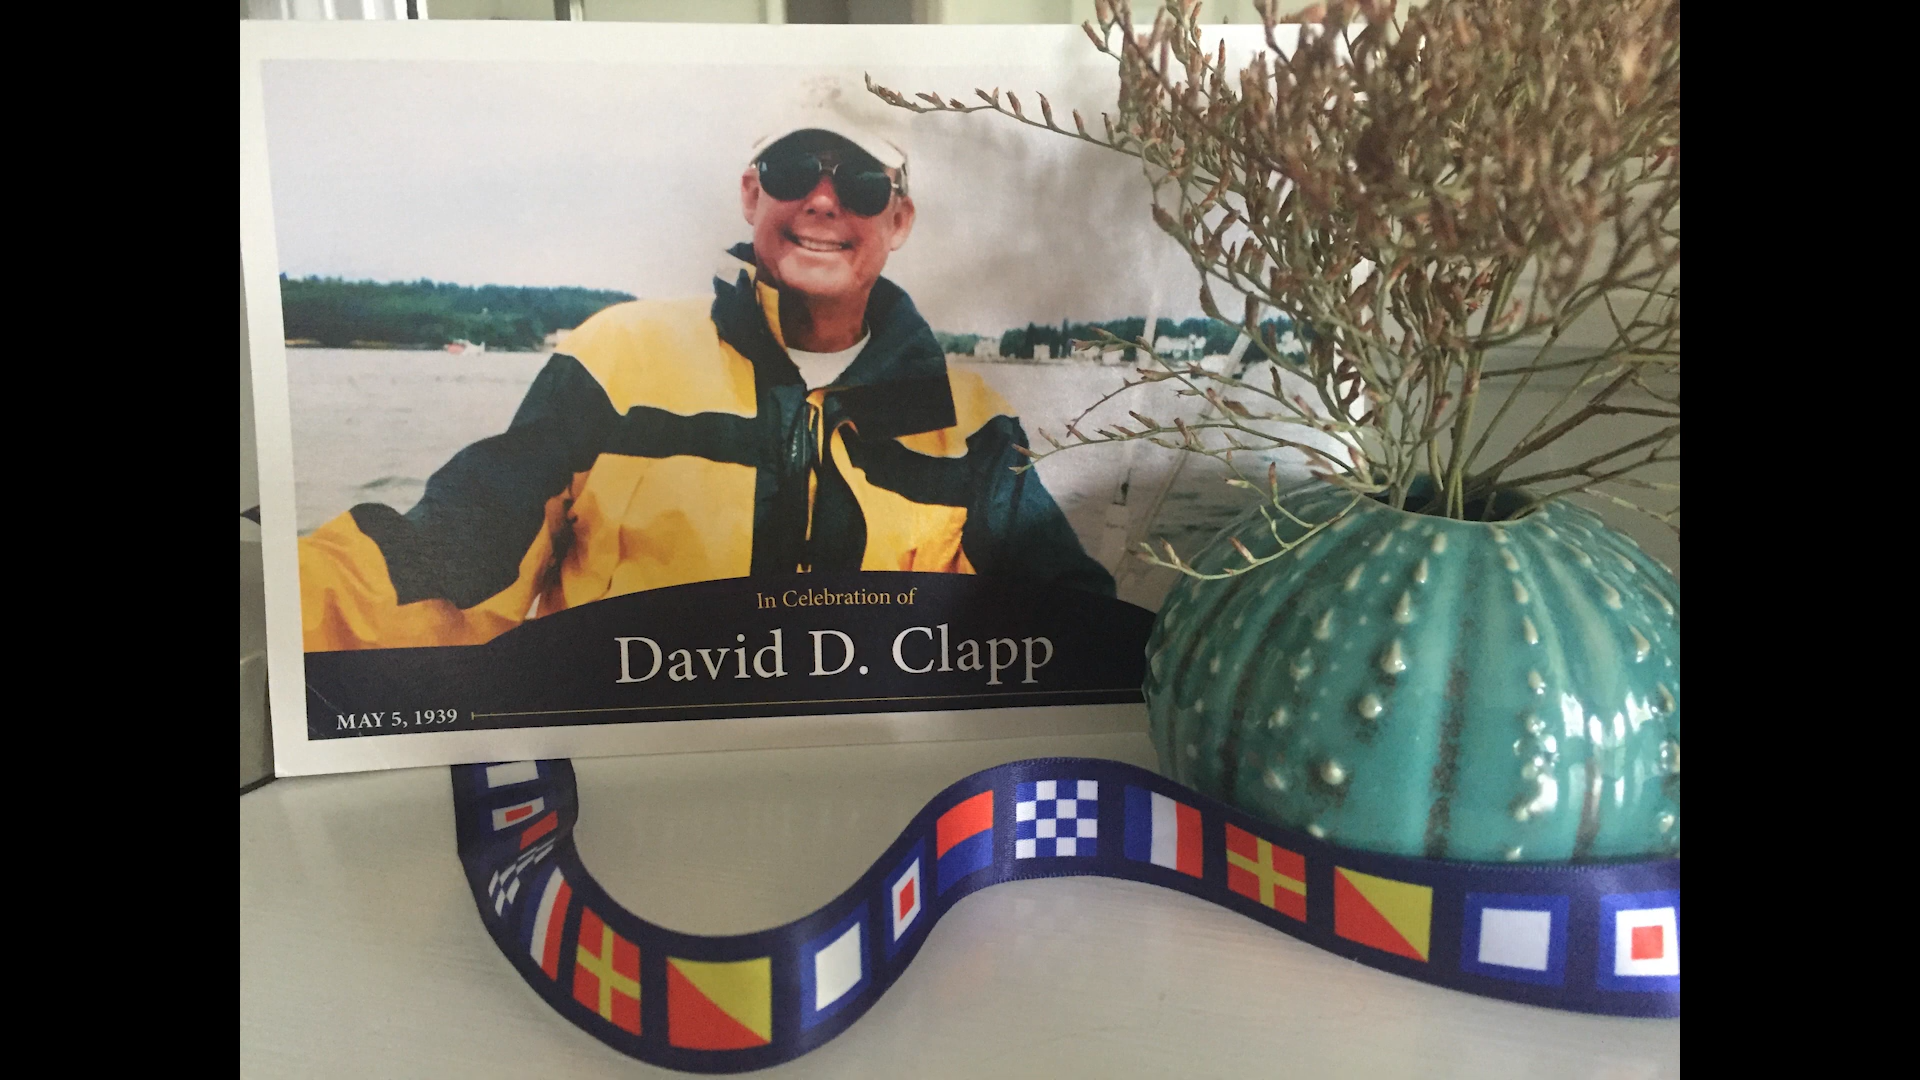 In Celebration of
David D. Clapp
MAY 5, 1939